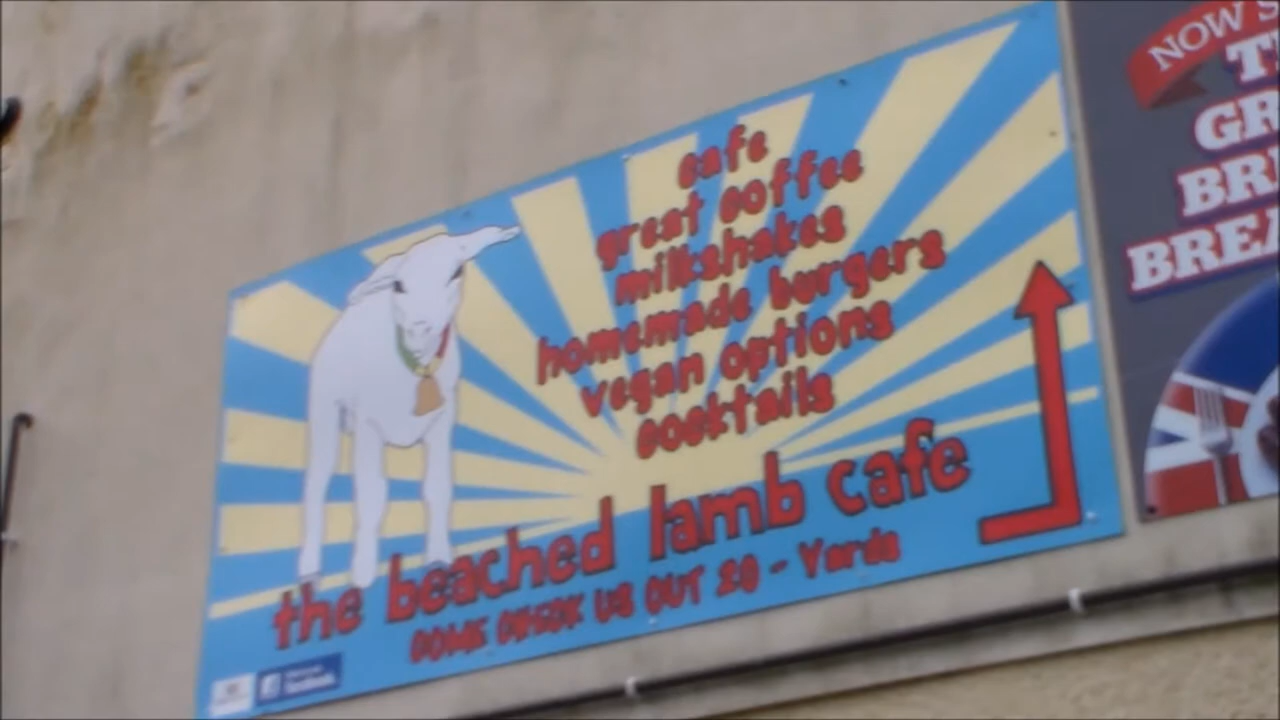 cafe
great coffee
milkshakes
homemade burgers
vegan options
cocktails
the beached lamb cafe
COME CHECK US OUT 20 - Yards
NOW S
T
GR
BR
BREA